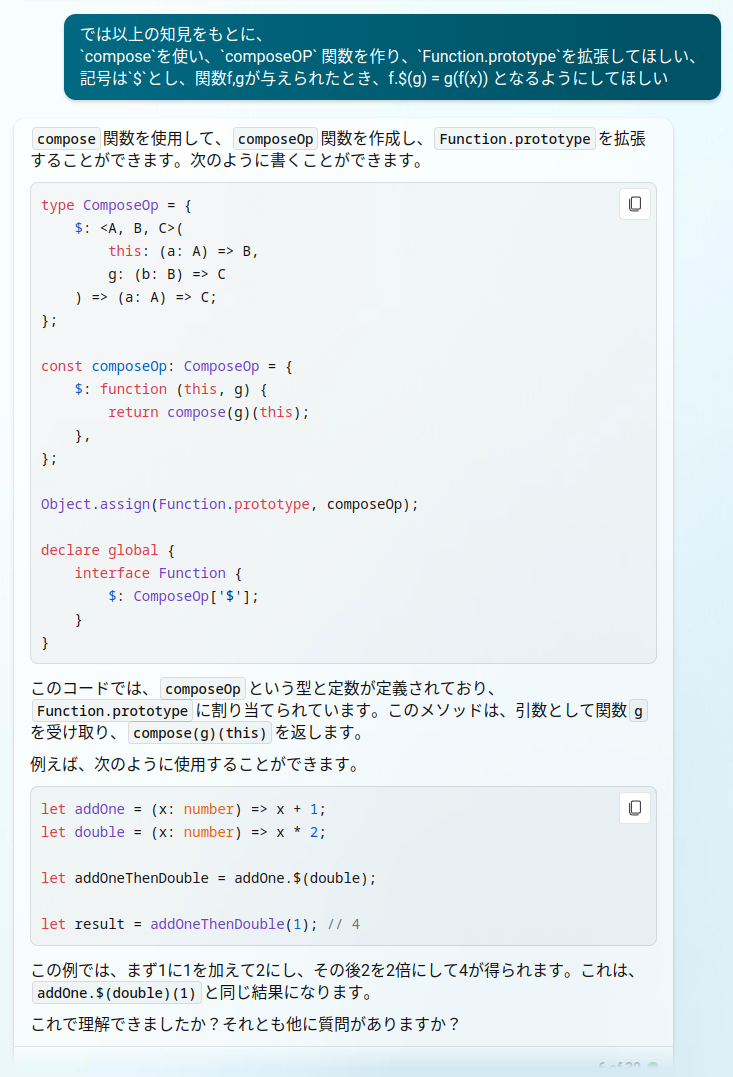 では以上の知見をもとに、
`compose`を使い、`composeOP` 関数を作り、`Function.prototype`を拡張してほしい、
記号は`$`とし、関数f,gが与えられたとき、f.$(g) = g(f(x)) となるようにしてほしい
compose 関数を使用して、 composeOp 関数を作成し、 Function.prototype を拡張
することができます。次のように書くことができます。
type ComposeOp = {
    $: <A, B, C>(
        this: (a: A) => B,
        g: (b: B) => C
    ) => (a: A) => C;
};
const composeOp: ComposeOp = {
    $: function (this, g) {
        return compose(g)(this);
    },
};
Object.assign(Function.prototype, composeOp);
declare global {
    interface Function {
        $: ComposeOp['$'];
    }
}
このコードでは、 composeOp という型と定数が定義されており、
Function.prototype に割り当てられています。このメソッドは、引数として関数 g
を受け取り、 compose(g)(this) を返します。
例えば、次のように使用することができます。
let addOne = (x: number) => x + 1;
let double = (x: number) => x * 2;
let addOneThenDouble = addOne.$(double);
let result = addOneThenDouble(1); // 4
この例では、まず1に1を加えて2にし、その後2を2倍にして4が得られます。これは、
addOne.$(double)(1) と同じ結果になります。
これで理解できましたか？それとも他に質問がありますか？